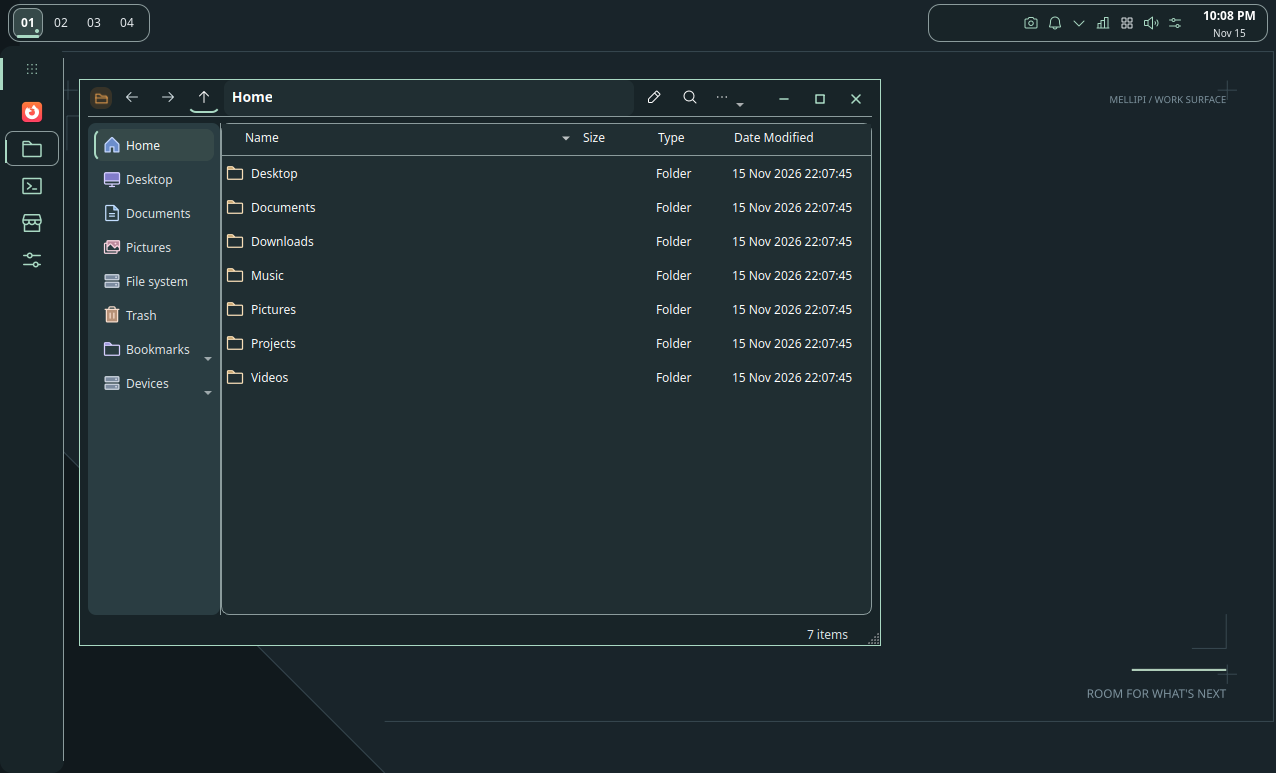 01 02 03 04
10:08 PM
Nov 15
MELLIPI / WORK SURFACE
Home
Home
Desktop
Documents
Pictures
File system
Trash
Bookmarks
Devices
Name Size Type Date Modified
Desktop Folder 15 Nov 2026 22:07:45
Documents Folder 15 Nov 2026 22:07:45
Downloads Folder 15 Nov 2026 22:07:45
Music Folder 15 Nov 2026 22:07:45
Pictures Folder 15 Nov 2026 22:07:45
Projects Folder 15 Nov 2026 22:07:45
Videos Folder 15 Nov 2026 22:07:45
7 items
ROOM FOR WHAT'S NEXT